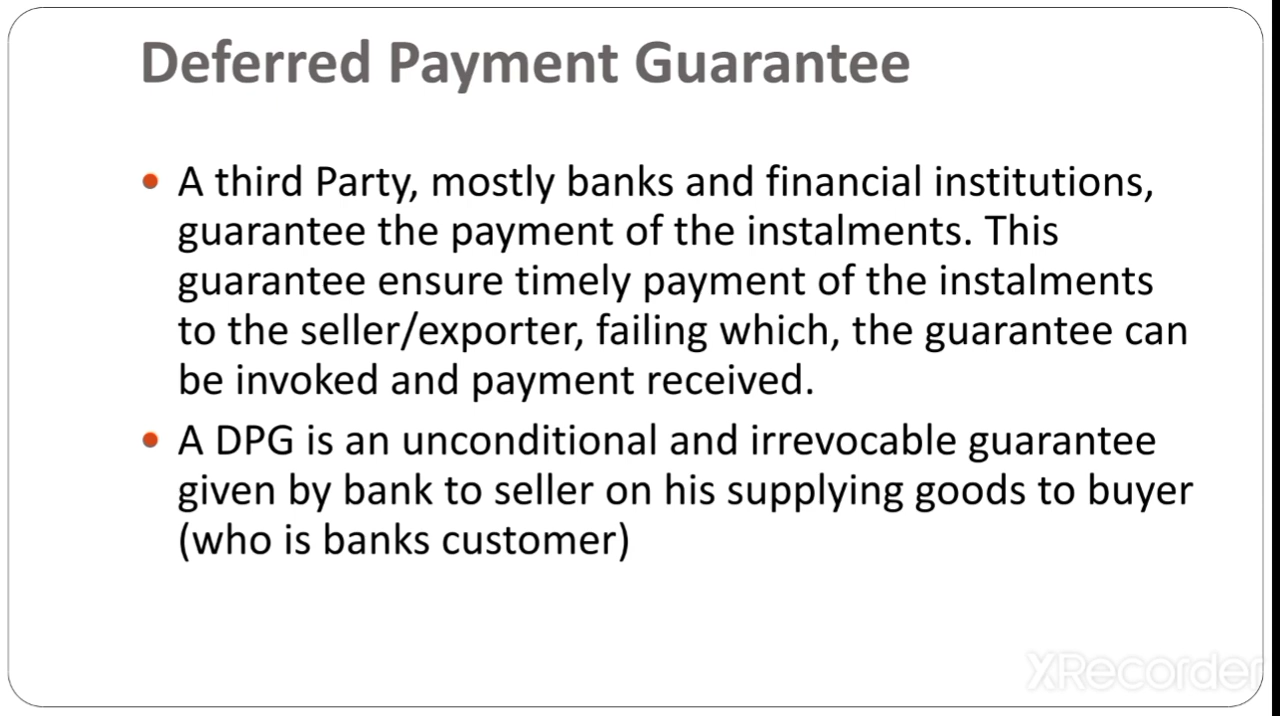 Deferred Payment Guarantee
• A third Party, mostly banks and financial institutions,
guarantee the payment of the instalments. This
guarantee ensure timely payment of the instalments
to the seller/exporter, failing which, the guarantee can
be invoked and payment received.
• A DPG is an unconditional and irrevocable guarantee
given by bank to seller on his supplying goods to buyer
(who is banks customer)
XRecorder